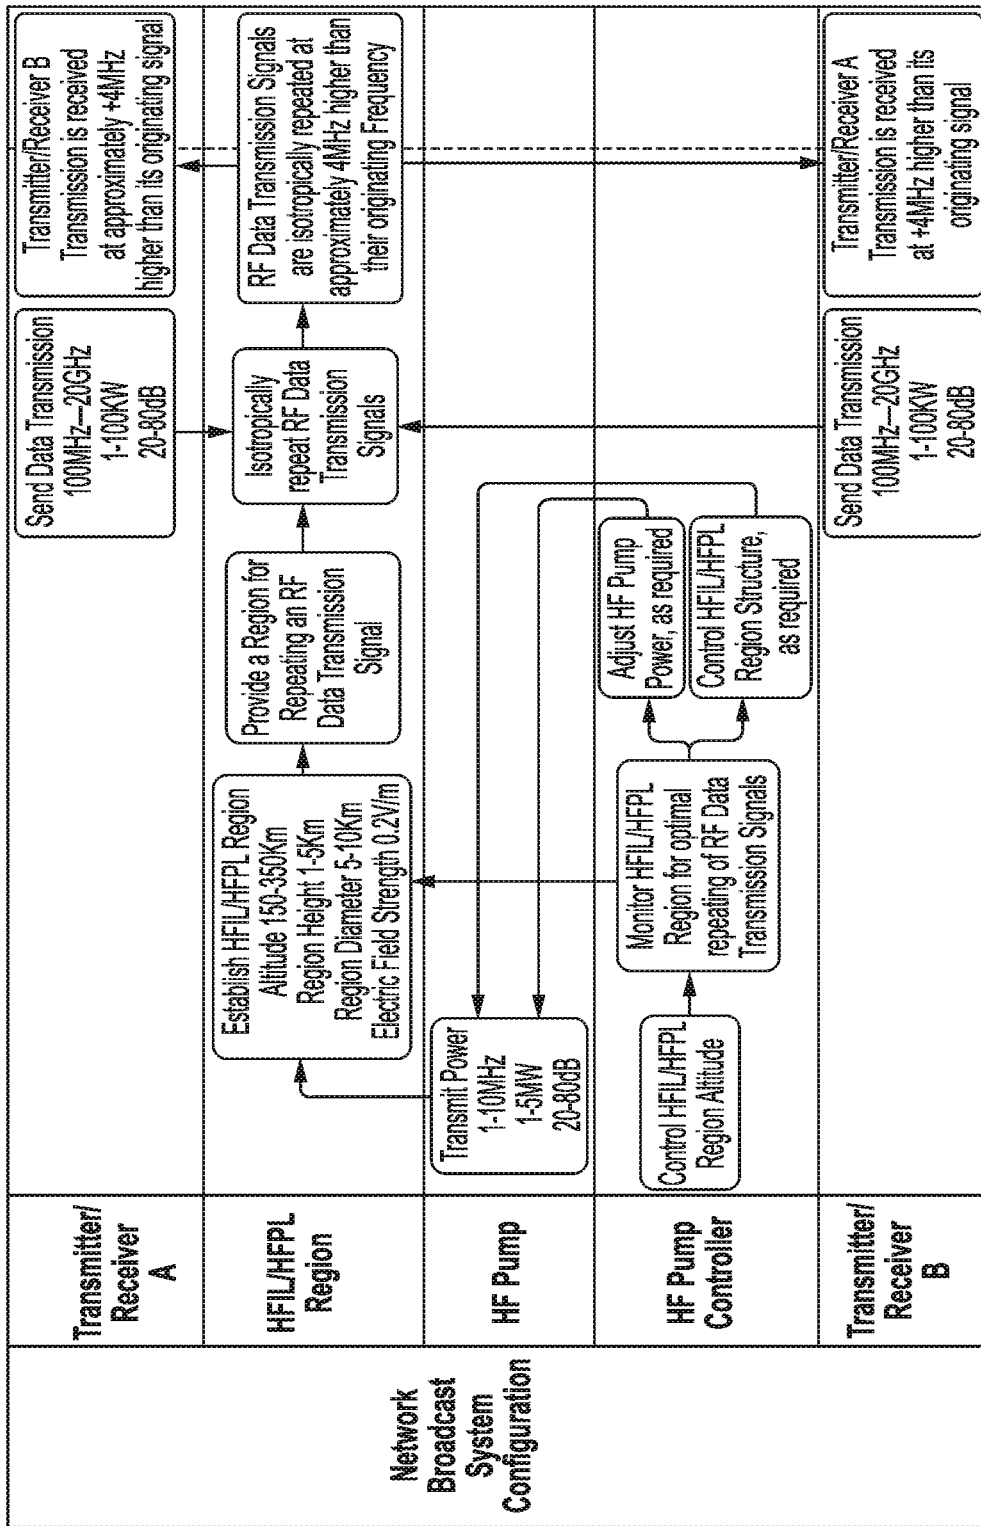 Network
Broadcast
System
Configuration
Transmitter/
Receiver
A
Send Data Transmission
100MHz–20GHz
1-100KW
20-80dB
Transmitter/Receiver B
Transmission is received
at approximately +4MHz
higher than its originating signal
HFIL/HFPL
Region
Establish HFIL/HFPL Region
Altitude 150-350Km
Region Height 1-5Km
Region Diameter 5-10Km
Electric Field Strength 0.2V/m
Provide a Region for
Repeating an RF
Data Transmission
Signal
Isotropically
repeat RF Data
Transmission
Signals
RF Data Transmission Signals
are isotropically repeated at
approximately 4MHz higher than
their originating Frequency
HF Pump
Transmit Power
1-10MHz
1-5MW
20-80dB
HF Pump
Controller
Control HFIL/HFPL
Region Altitude
Monitor HFIL/HFPL
Region for optimal
repeating of RF Data
Transmission Signals
Adjust HF Pump
Power, as required
Control HFIL/HFPL
Region Structure,
as required
Transmitter/
Receiver
B
Send Data Transmission
100MHz–20GHz
1-100KW
20-80dB
Transmitter/Receiver A
Transmission is received
at +4MHz higher than its
originating signal